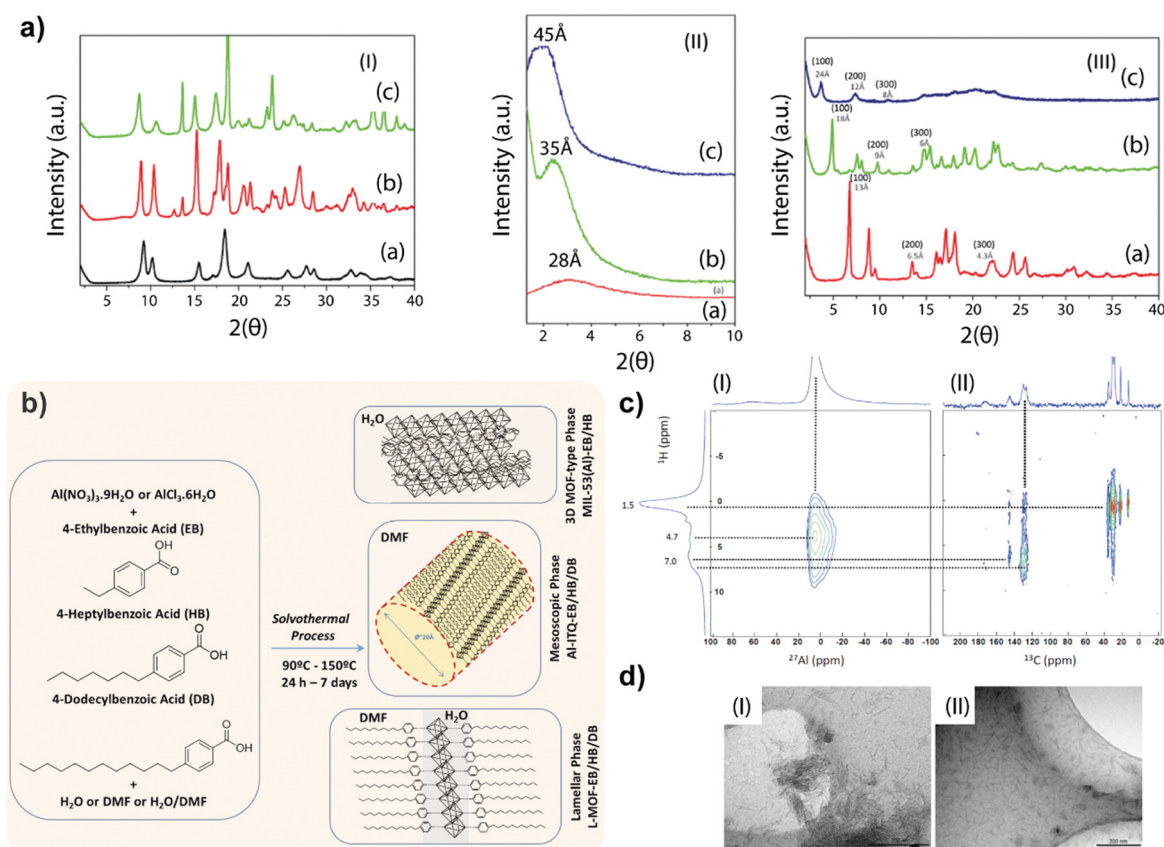 a)
(I)
(c)
(b)
(a)
Intensity (a.u.)
0 10 20 30 40
2(θ)
(II)
45Å
(c)
35Å
(b)
28Å
(a)
(a)
Intensity (a.u.)
2 4 6 8 10
2(θ)
(III)
(100)
24Å
(200)
12Å
(300)
8Å
(c)
(100)
18Å
(200)
9Å
(300)
6Å
(b)
(100)
13Å
(200)
6.5Å
(300)
4.3Å
(a)
Intensity (a.u.)
5 10 15 20 25 30 35 40
2(θ)
b)
Al(NO3)3.9H2O or AlCl3.6H2O
+
4-Ethylbenzoic Acid (EB)
OH
O
4-Heptylbenzoic Acid (HB)
O
OH
4-Dodecylbenzoic Acid (DB)
O
OH
+
H2O or DMF or H2O/DMF
Solvothermal
Process
90ºC - 150ºC
24 h – 7 days
H2O
3D MOF-type Phase
MIL-53(Al)-EB/HB
DMF
Mesoscopic Phase
Al-ITQ-EB/HB/DB
DMF
H2O
Lamellar Phase
L-MOF-EB/HB/DB
c)
(I)
(II)
1H (ppm)
-5
0
1.5
4.7
5
7.0
10
100 80 60 40 20 0 -20 -40 -60 -80 -100
27Al (ppm)
200 180 160 140 120 100 80 60 40 20 0 -20
13C (ppm)
d)
(I)
(II)
200 nm